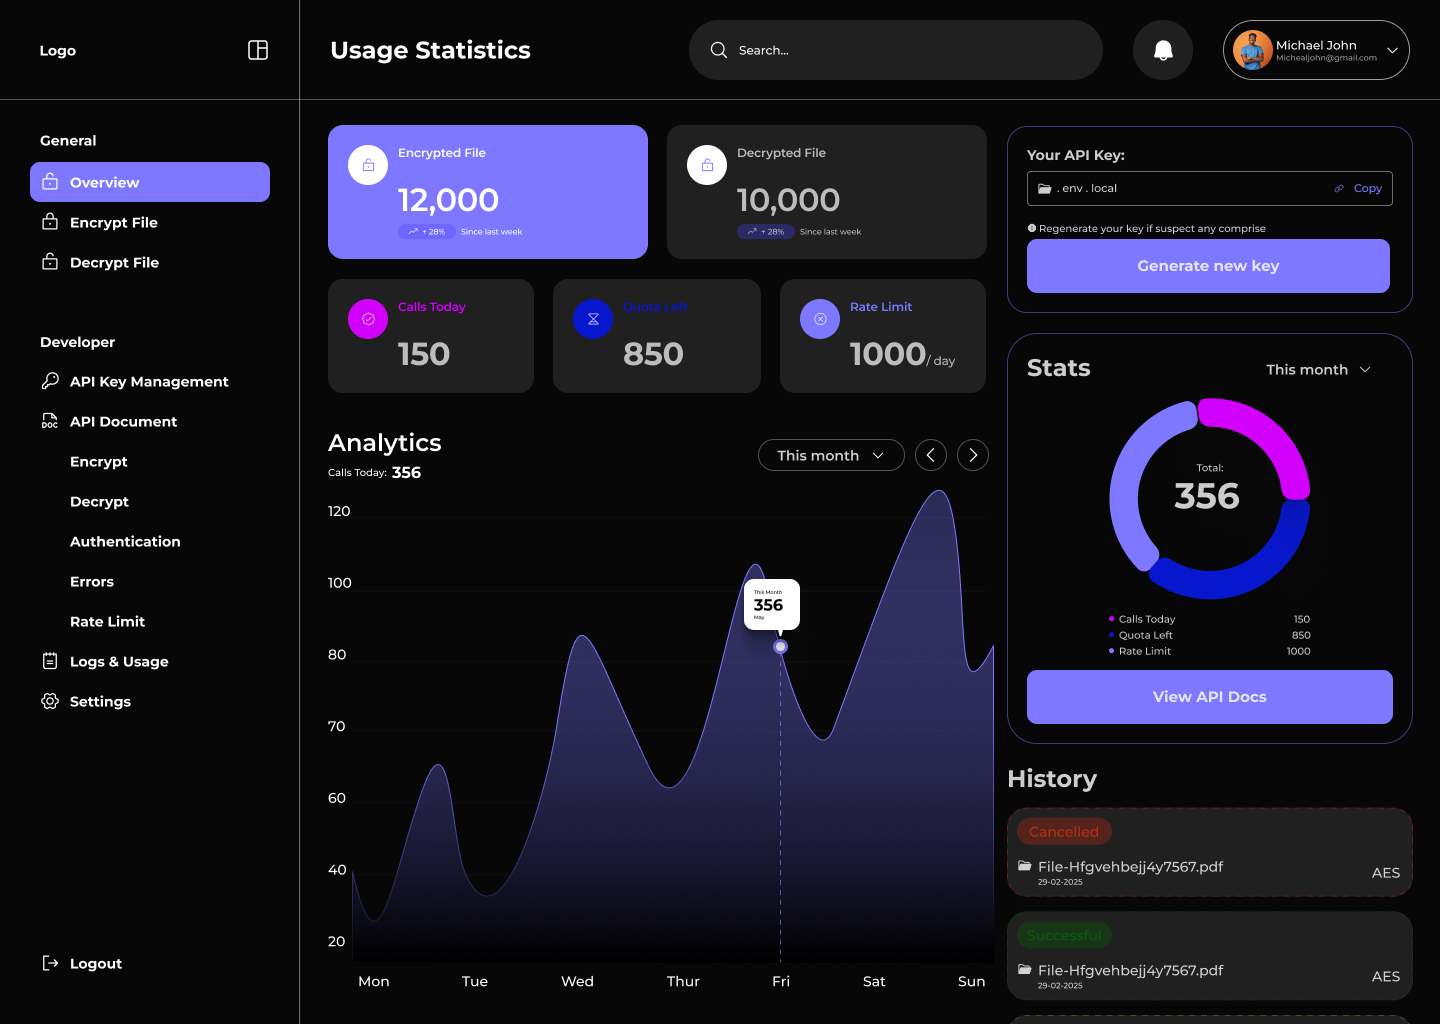 Logo
Usage Statistics
Search...
Michael John
Michealjohn@gmail.com
General
Overview
Encrypt File
Decrypt File
Developer
API Key Management
DOC
API Document
Encrypt
Decrypt
Authentication
Errors
Rate Limit
Logs & Usage
Settings
Logout
Encrypted File
12,000
+ 28%
Since last week
Decrypted File
10,000
+ 28%
Since last week
Calls Today
150
Quota Left
850
Rate Limit
1000/ day
Analytics
Calls Today: 356
This month
120
100
80
70
60
40
20
This Month
356
May
Mon
Tue
Wed
Thur
Fri
Sat
Sun
Your API Key:
. env . local
Copy
Regenerate your key if suspect any comprise
Generate new key
Stats
This month
Total:
356
Calls Today 150
Quota Left 850
Rate Limit 1000
View API Docs
History
Cancelled
File-Hfgvehbejj4y7567.pdf
29-02-2025
AES
Successful
File-Hfgvehbejj4y7567.pdf
29-02-2025
AES